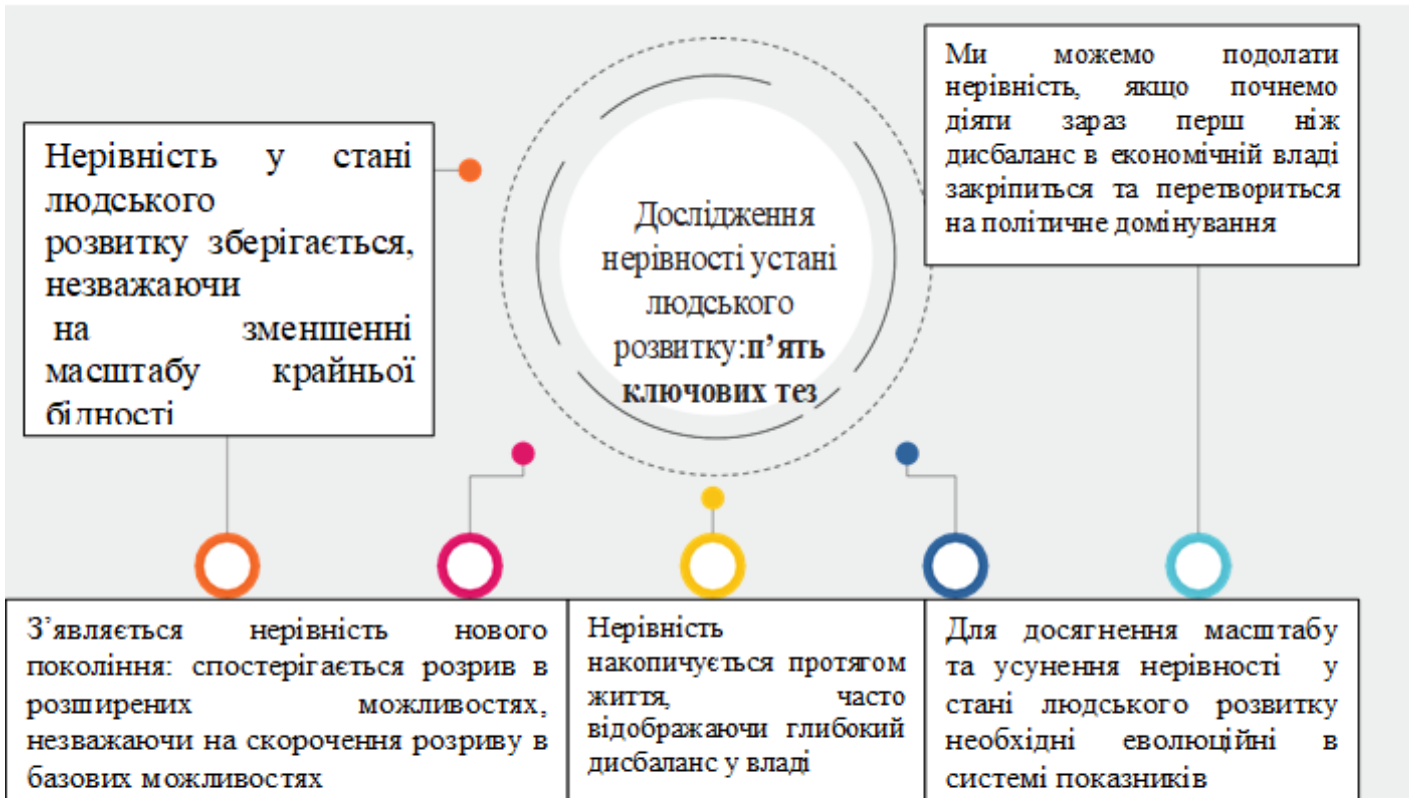 Нерівність у стані
людського
розвитку зберігається,
незважаючи
на зменшенні
масштабу крайньої
бідності
Дослідження
нерівності устані
людського
розвитку:п’ять
ключових тез
Ми можемо подолати
нерівність, якщо почнемо
діяти зараз перш ніж
дисбаланс в економічній владі
закріпиться та перетвориться
на політичне домінування
З’являється нерівність нового
покоління: спостерігається розрив в
розширених можливостях,
незважаючи на скорочення розриву в
базових можливостях
Нерівність
накопичується протягом
життя, часто
відображаючи глибокий
дисбаланс у владі
Для досягнення масштабу
та усунення нерівності у
стані людського розвитку
необхідні еволюційні в
системі показників